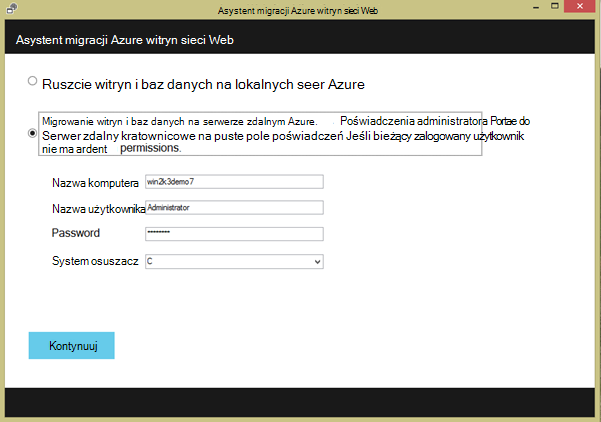 Asystent migracji Azure witryn sieci Web
Asystent migracji Azure witryn sieci Web
Ruszcie witryn i baz danych na lokalnych seer Azure
Migrowanie witryn i baz danych na serwerze zdalnym Azure. Poświadczenia administratora Portae do
Serwer zdalny kratownicowe na puste pole poświadczeń Jeśli bieżący zalogowany użytkownik
nie ma ardent permissions.
Nazwa komputera win2k3demo7
Nazwa użytkownika Administrator
Password ********
System osuszacz C
Kontynuuj